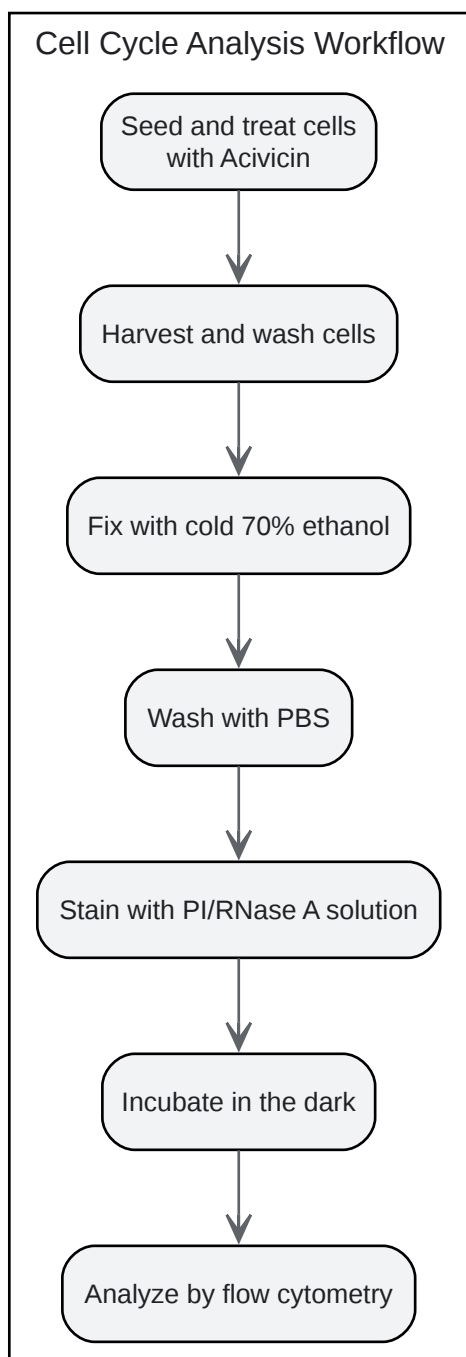 Cell Cycle Analysis Workflow
Seed and treat cells
with Acivicin
Harvest and wash cells
Fix with cold 70% ethanol
Wash with PBS
Stain with PI/RNase A solution
Incubate in the dark
Analyze by flow cytometry